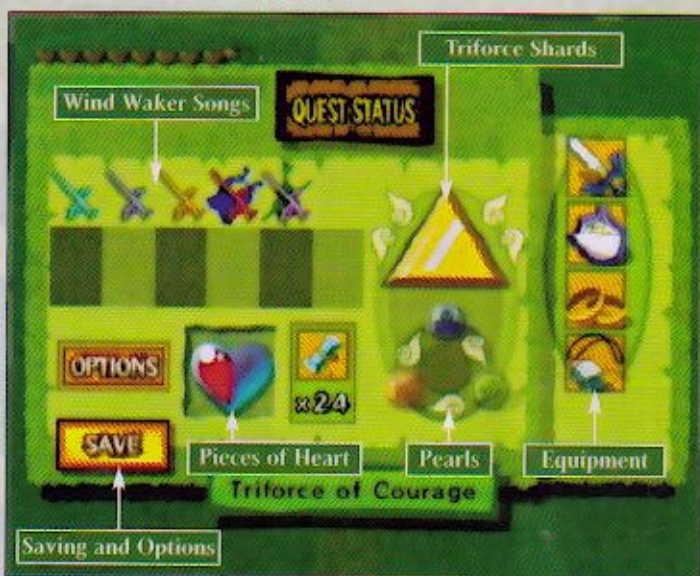 Triforce Shards
Wind Waker Songs
QUEST STATUS
OPTIONS
×24
SAVE
Pieces of Heart
Pearls
Equipment
Triforce of Courage
Saving and Options